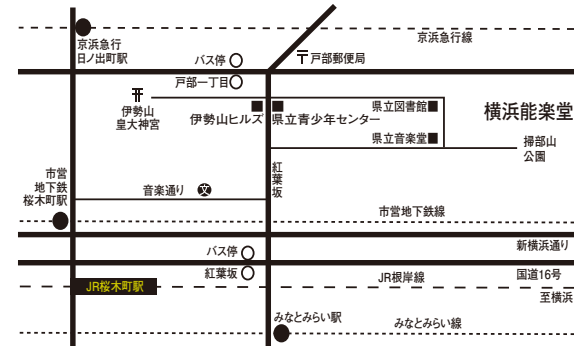 京浜急行線
京浜急行
日ノ出町駅
バス停
〒戸部郵便局
戸部一丁目
伊勢山
皇大神宮
伊勢山ヒルズ
県立青少年センター
県立図書館
横浜能楽堂
県立音楽堂
掃部山
公園
紅葉坂
市営
地下鉄
桜木町駅
音楽通り
文
市営地下鉄線
新横浜通り
バス停
紅葉坂
JR根岸線
国道16号
JR桜木町駅
至横浜
みなとみらい駅
みなとみらい線